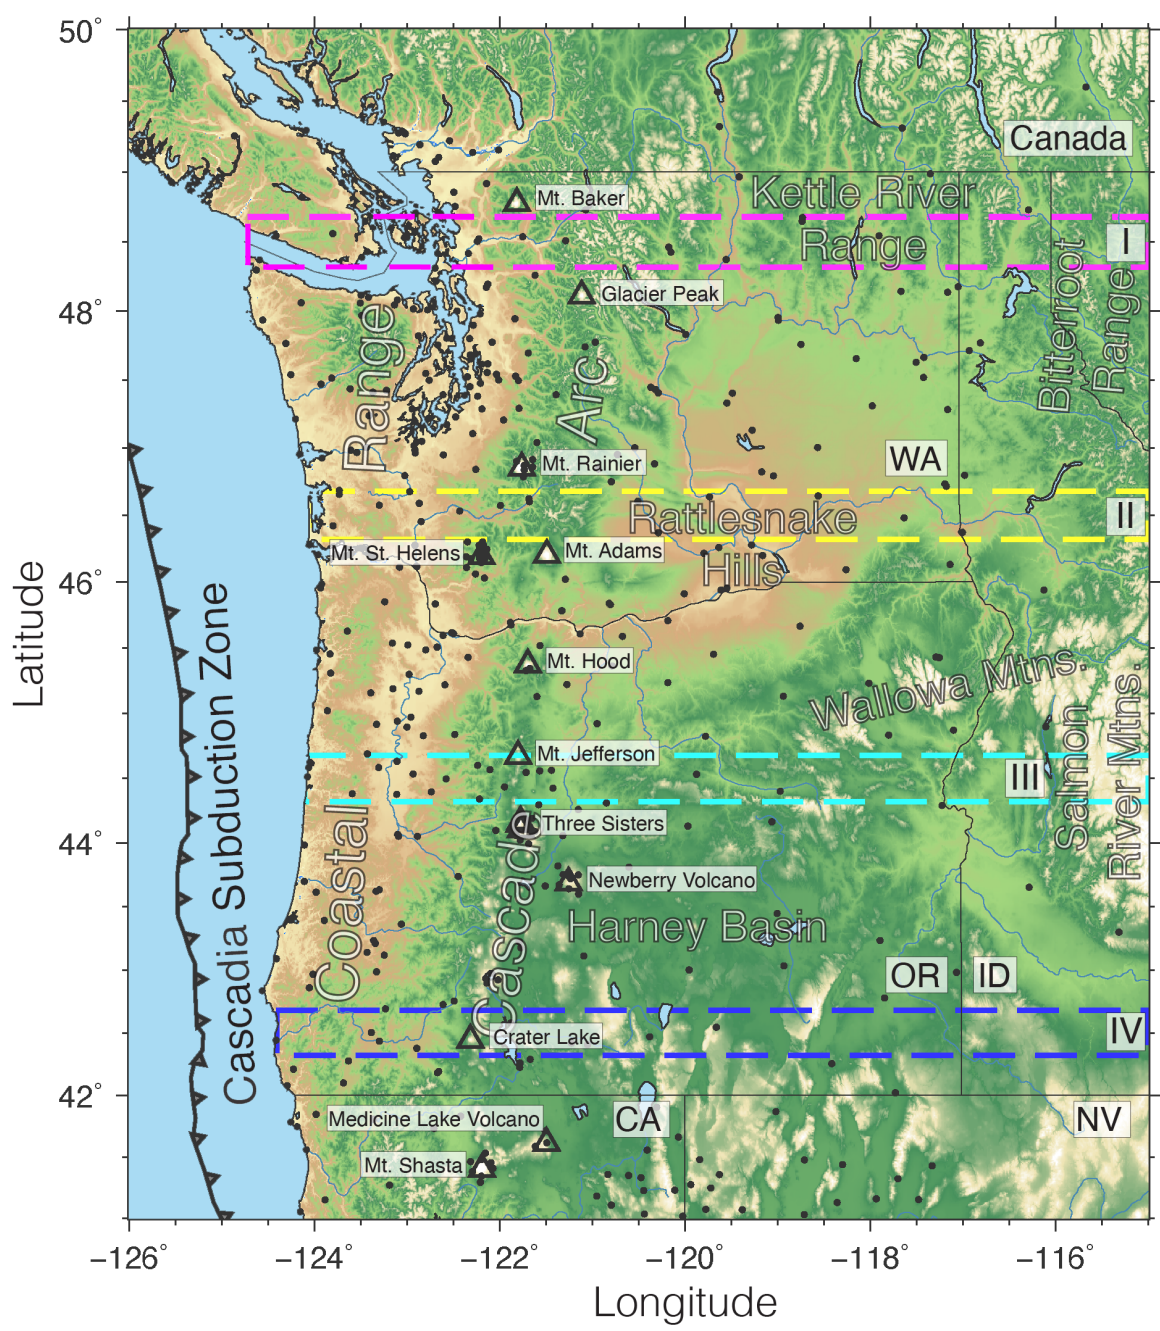 50°
48°
46°
44°
42°
Latitude
−126°
−124°
−122°
−120°
−118°
−116°
Longitude
Canada
Mt. Baker
Kettle River
Range
I
Glacier Peak
Bitterroot
Range
Range
Arc
WA
Mt. Rainier
II
Rattlesnake
Hills
Mt. St. Helens
Mt. Adams
Mt. Hood
Wallowa Mtns.
Cascadia Subduction Zone
Mt. Jefferson
III
Salmon
River Mtns.
Three Sisters
Coastal
Cascade
Newberry Volcano
Harney Basin
OR
ID
Crater Lake
IV
Medicine Lake Volcano
CA
NV
Mt. Shasta